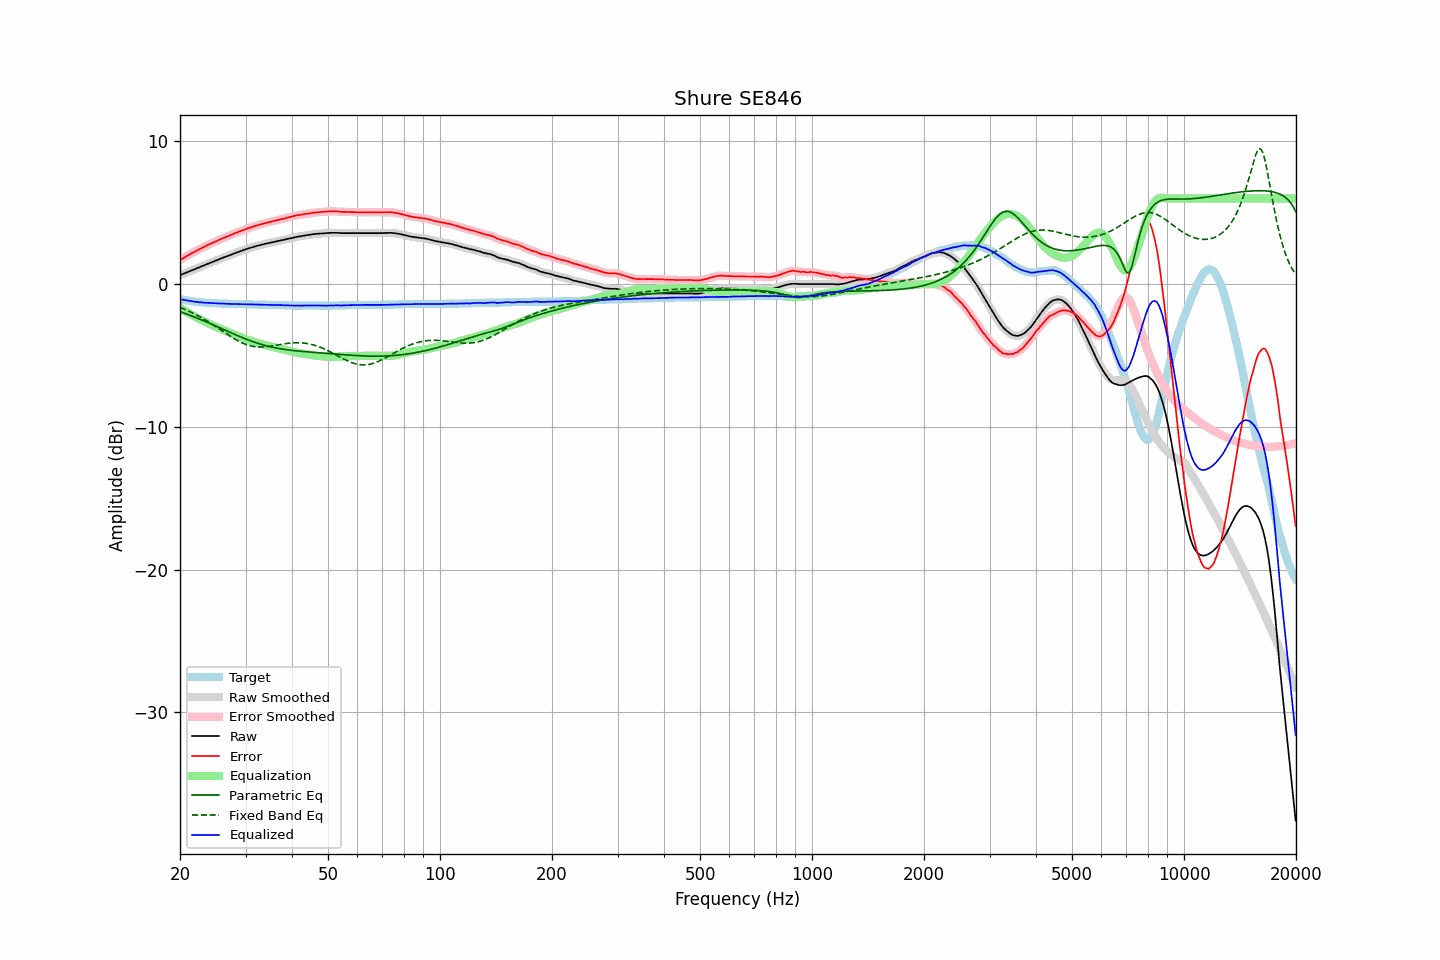 Shure SE846
Amplitude (dBr)
10
0
−10
−20
−30
Target
Raw Smoothed
Error Smoothed
Raw
Error
Equalization
Parametric Eq
Fixed Band Eq
Equalized
20 50 100 200 500 1000 2000 5000 10000 20000
Frequency (Hz)